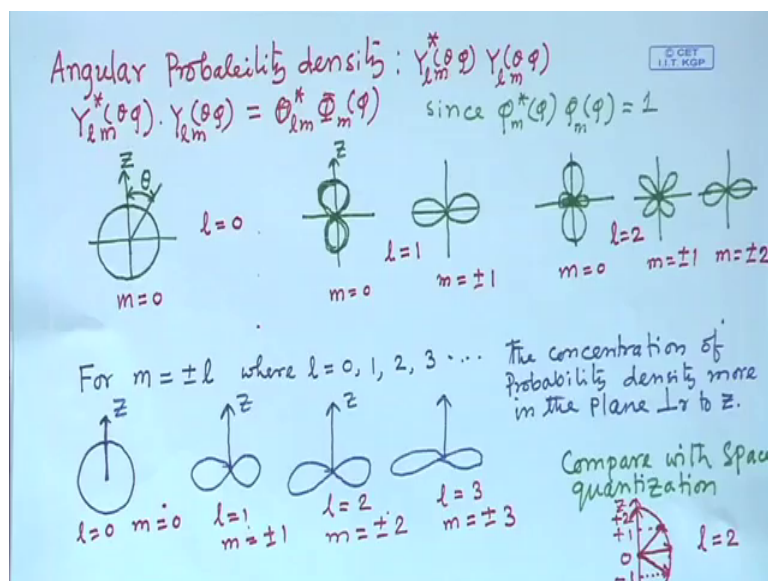 Angular Probability density : Y*ₗₘ(θφ) Yₗₘ(θφ)
© CET
I.I.T. KGP
Y*ₗₘ(θφ) . Yₗₘ(θφ) = Θ*ₗₘ Φₘ(φ) since φ*ₘ(φ) φₘ(φ) = 1
Z
θ
l=0
m=0
Z
l=1
m=0 m=±1
l=2
m=0 m=±1 m=±2
For m=±l where l=0, 1, 2, 3 ....
The concentration of
Probability density more
in the plane ⊥r to Z.
Z
l=0 m=0
Z
l=1
m=±1
Z
l=2
m=±2
l=3
m=±3
Compare with Space
quantization
Z
+2
+1
0
-1
l=2